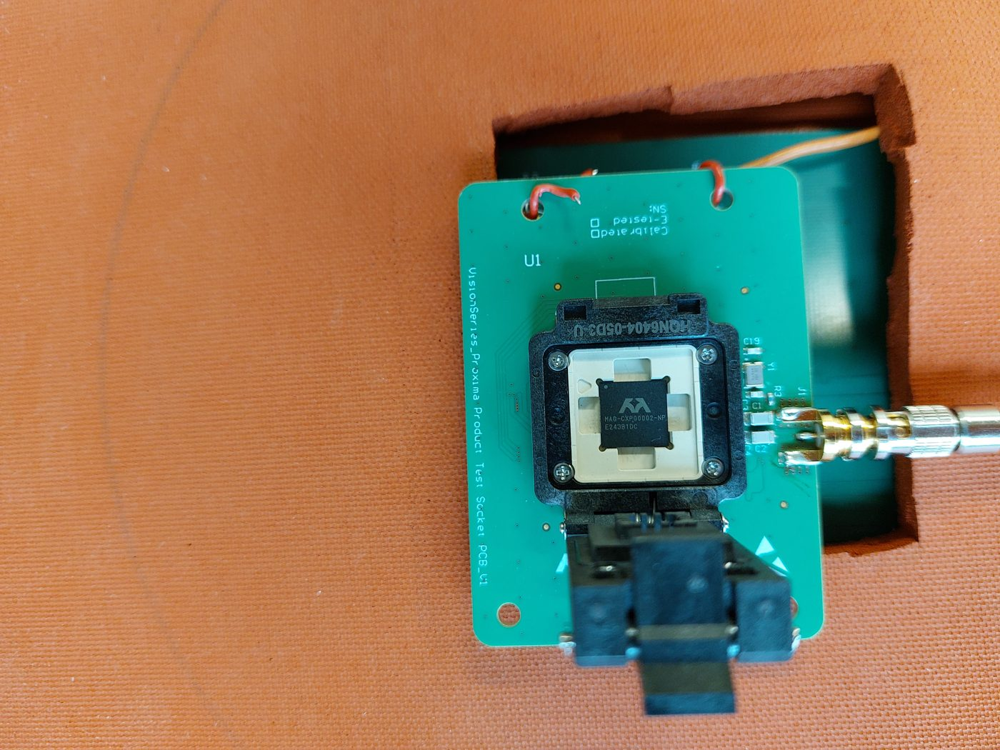 SN:
E-tested
Calibrated
U1
VisionSeries_Proxima Product Test Socket PCB_V1
HQN6404-05D3-U
MAG-CXP00002-NP
E24381DC
C19
Y1
R3
J1
C1
C2